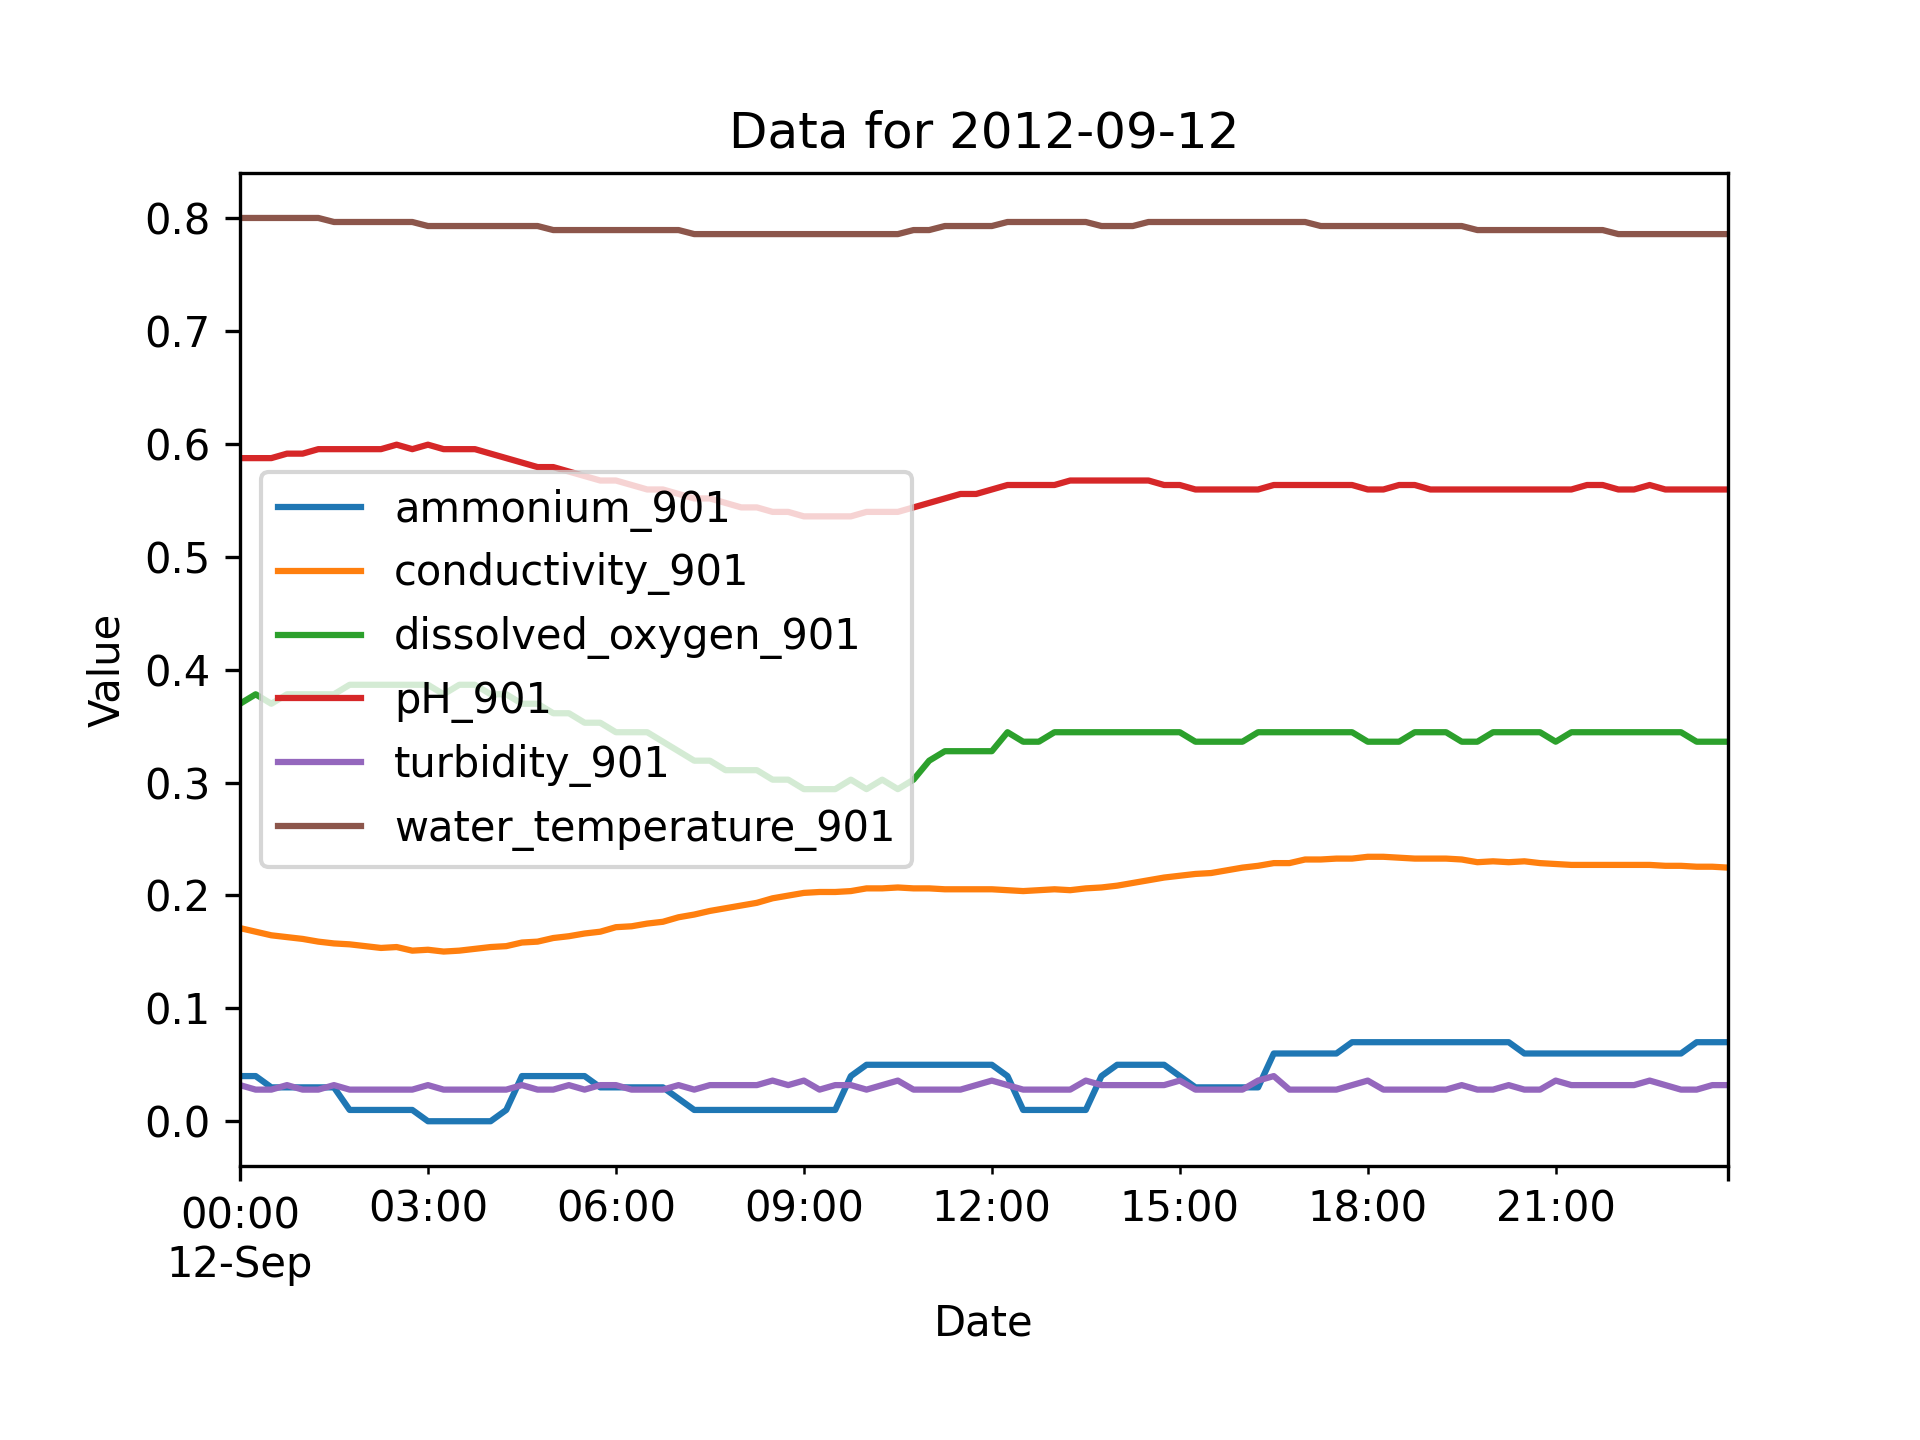 Data for 2012-09-12
0.8
0.7
0.6
0.5
0.4
0.3
0.2
0.1
0.0
Value
ammonium_901
conductivity_901
dissolved_oxygen_901
pH_901
turbidity_901
water_temperature_901
00:00 03:00 06:00 09:00 12:00 15:00 18:00 21:00
12-Sep
Date